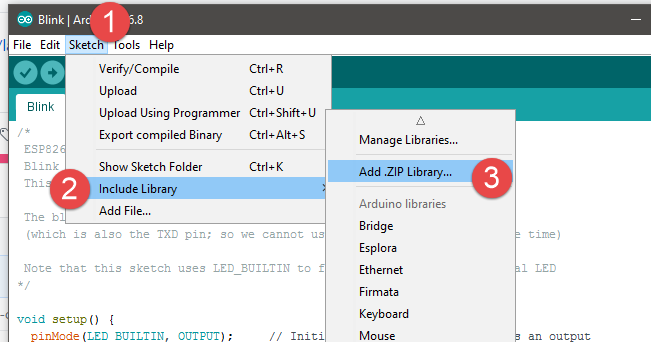 Blink | Ard 6.8
1
File Edit Sketch Tools Help
Verify/Compile Ctrl+R
Upload Ctrl+U
Upload Using Programmer Ctrl+Shift+U
Export compiled Binary Ctrl+Alt+S
Show Sketch Folder Ctrl+K
2 Include Library
Add File...
Manage Libraries...
Add .ZIP Library... 3
Arduino libraries
Bridge
Esplora
Ethernet
Firmata
Keyboard
Mouse
Blink
/*
ESP826
Blink
This
The bl
(which is also the TXD pin; so we cannot us e time)
Note that this sketch uses LED_BUILTIN to f al LED
*/
void setup() {
pinMode(LED_BUILTIN, OUTPUT); // Initi s an output